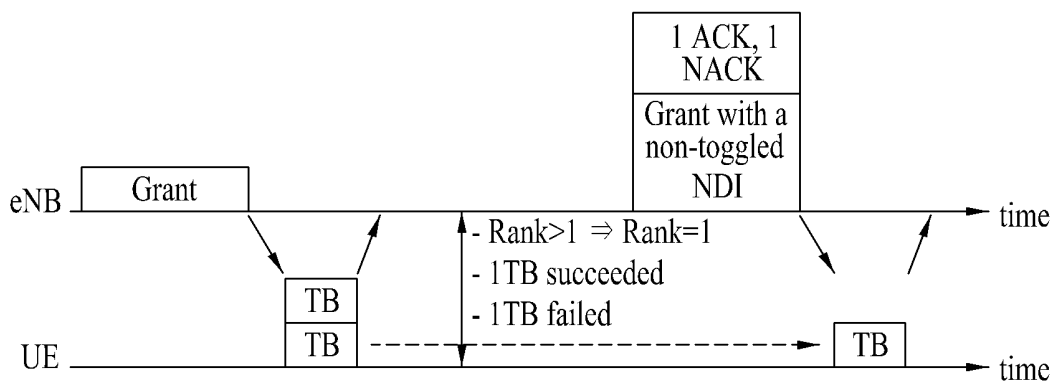 1 ACK, 1
NACK
Grant with a
non-toggled
NDI
Grant
eNB
time
- Rank>1 ⇒ Rank=1
- 1TB succeeded
- 1TB failed
TB
TB
TB
UE
time